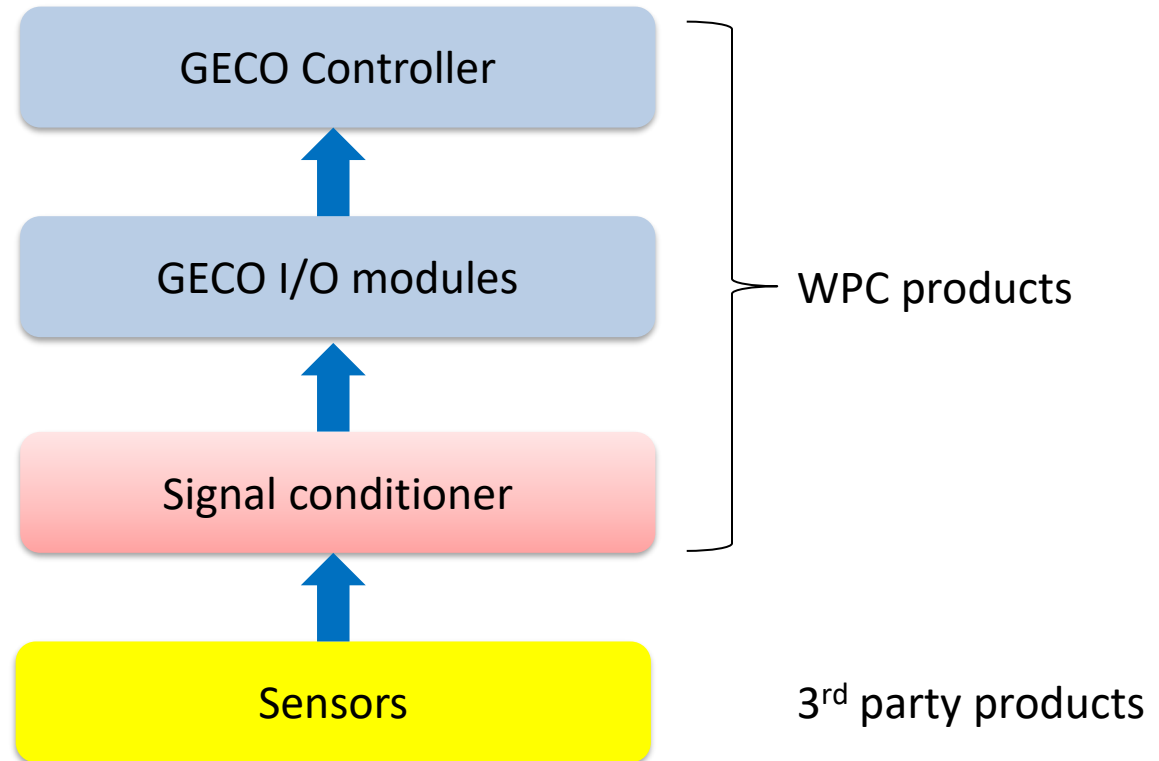 GECO Controller
GECO I/O modules
WPC products
Signal conditioner
Sensors
3rd party products